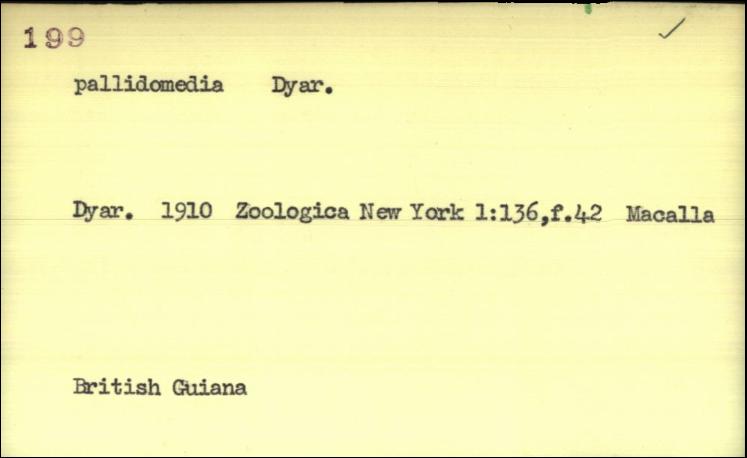 199
pallidomedia Dyar.
Dyar. 1910 Zoologica New York 1:136,f.42 Macalla
British Guiana